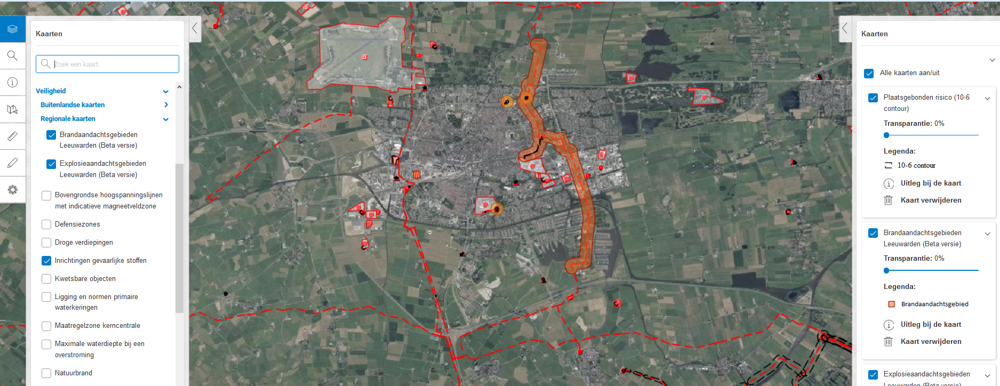 Kaarten
Zoek een kaart
Veiligheid
Buitenlandse kaarten
Regionale kaarten
Brandaandachtsgebieden
Leeuwarden (Beta versie)
Explosieaandachtsgebieden
Leeuwarden (Beta versie)
Bovengrondse hoogspanningslijnen
met indicatieve magneetveldzone
Defensiezones
Droge verdiepingen
Inrichtingen gevaarlijke stoffen
Kwetsbare objecten
Ligging en normen primaire
waterkeringen
Maatregelzone kerncentrale
Maximale waterdiepte bij een
overstroming
Natuurbrand
D
D
Kaarten
Alle kaarten aan/uit
Plaatsgebonden risico (10-6
contour)
Transparantie: 0%
Legenda:
10-6 contour
Uitleg bij de kaart
Kaart verwijderen
Brandaandachtsgebieden
Leeuwarden (Beta versie)
Transparantie: 0%
Legenda:
Brandaandachtsgebied
Uitleg bij de kaart
Kaart verwijderen
Explosieaandachtsgebieden
Leeuwarden (Beta versie)